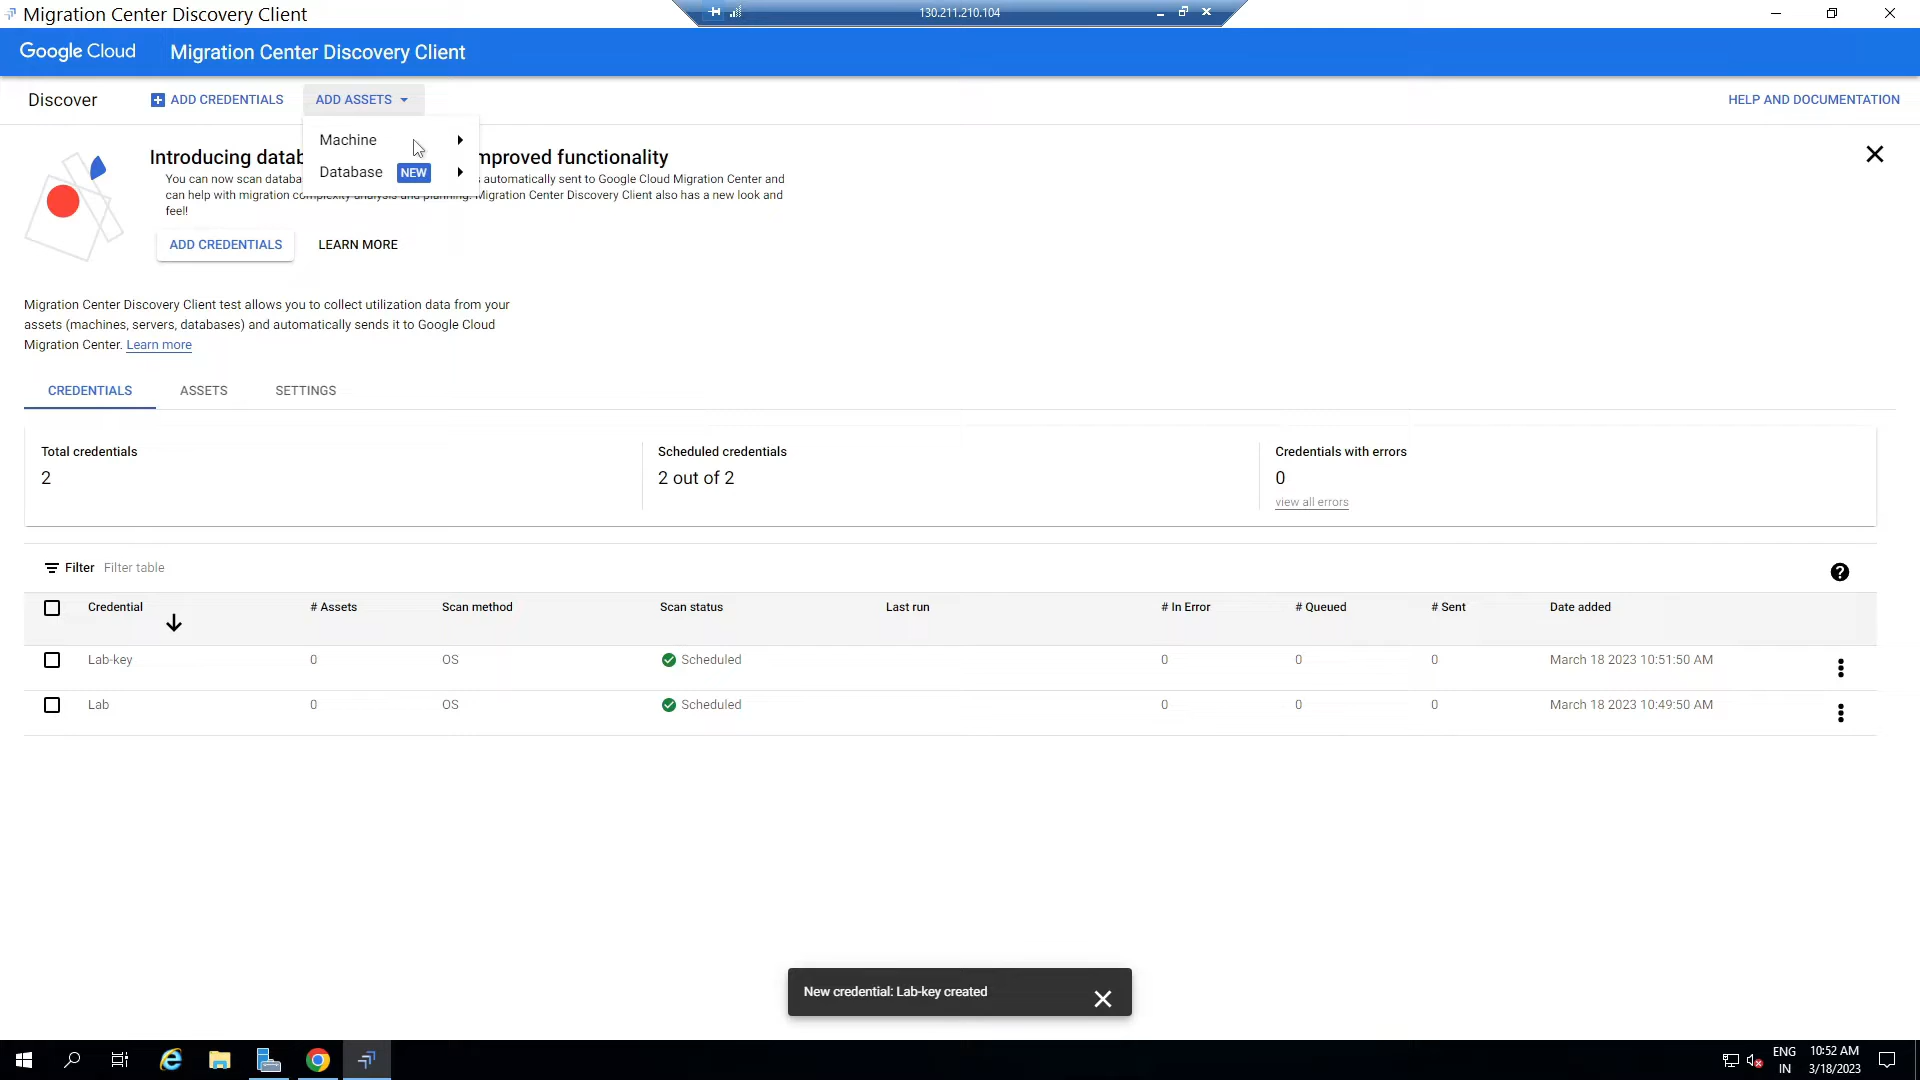 Migration Center Discovery Client
130.211.210.104
Google Cloud
Migration Center Discovery Client
Discover
ADD CREDENTIALS
ADD ASSETS
HELP AND DOCUMENTATION
Machine
Database NEW
Introducing datab mproved functionality
You can now scan databas s automatically sent to Google Cloud Migration Center and
can help with migration complexity analysis and planning. Migration Center Discovery Client also has a new look and
feel!
ADD CREDENTIALS
LEARN MORE
Migration Center Discovery Client test allows you to collect utilization data from your
assets (machines, servers, databases) and automatically sends it to Google Cloud
Migration Center. Learn more
CREDENTIALS
ASSETS
SETTINGS
Total credentials
2
Scheduled credentials
2 out of 2
Credentials with errors
0
view all errors
Filter Filter table
Credential # Assets Scan method Scan status Last run # In Error # Queued # Sent Date added
Lab-key 0 OS Scheduled 0 0 0 March 18 2023 10:51:50 AM
Lab 0 OS Scheduled 0 0 0 March 18 2023 10:49:50 AM
New credential: Lab-key created
ENG
IN
10:52 AM
3/18/2023